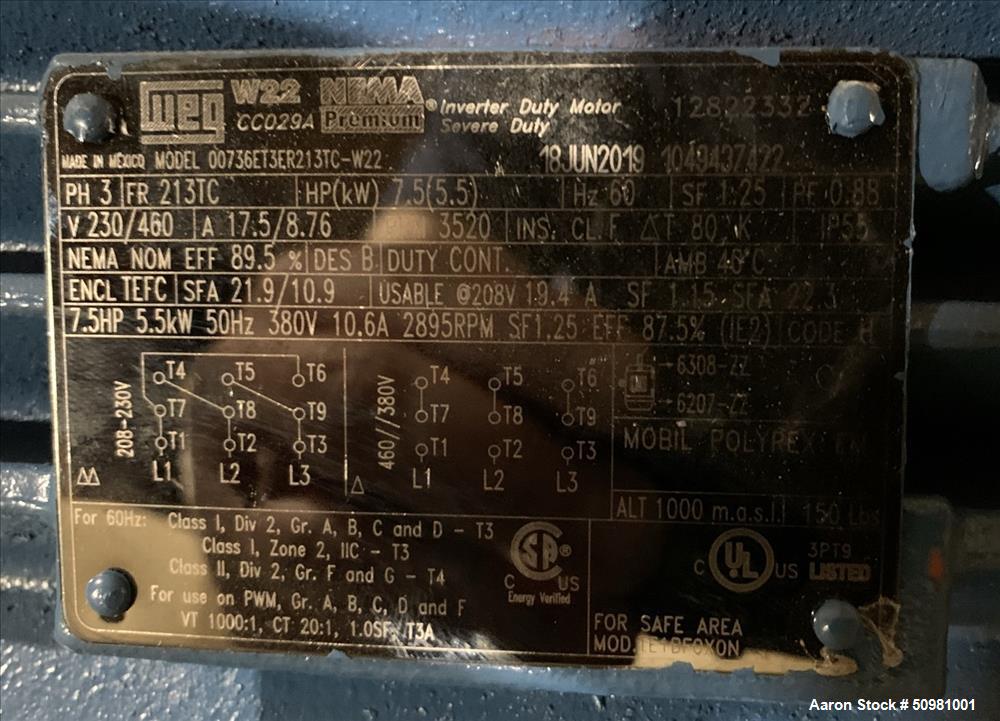 WEG W22 NEMA Premium® Inverter Duty Motor 12822332
CC029A Severe Duty
MADE IN MEXICO MODEL 00736ET3ER213TC-W22 18JUN2019 1049437422
PH 3 FR 213TC HP(kW) 7.5(5.5) Hz 60 SF 1.25 PF 0.88
V 230/460 A 17.5/8.76 3520 INS. CL. F ΔT 80 K IP55
NEMA NOM EFF 89.5 % DES B DUTY CONT. AMB 40°C
ENCL TEFC SFA 21.9/10.9 USABLE @208V 19.4 A SF 1.15 SFA 22.3
7.5HP 5.5kW 50Hz 380V 10.6A 2895RPM SF1.25 EFF 87.5% (IE2) CODE H
208-230V
T4 T5 T6
T7 T8 T9
T1 T2 T3
L1 L2 L3
460//380V
T4 T5 T6
T7 T8 T9
T1 T2 T3
L1 L2 L3
6308-ZZ
6207-ZZ
MOBIL POLYREX EM
ALT 1000 m.a.s.l. 150 Lbs
For 60Hz: Class I, Div 2, Gr. A, B, C and D - T3
Class I, Zone 2, IIC - T3
Class II, Div 2, Gr. F and G - T4
For use on PWM, Gr. A, B, C, D and F
VT 1000:1, CT 20:1, 1.0SF, T3A
SA®
C US
Energy Verified
C UL US 3PT9
LISTED
FOR SAFE AREA
MOD.TE1BF0X0N
Aaron Stock # 50981001